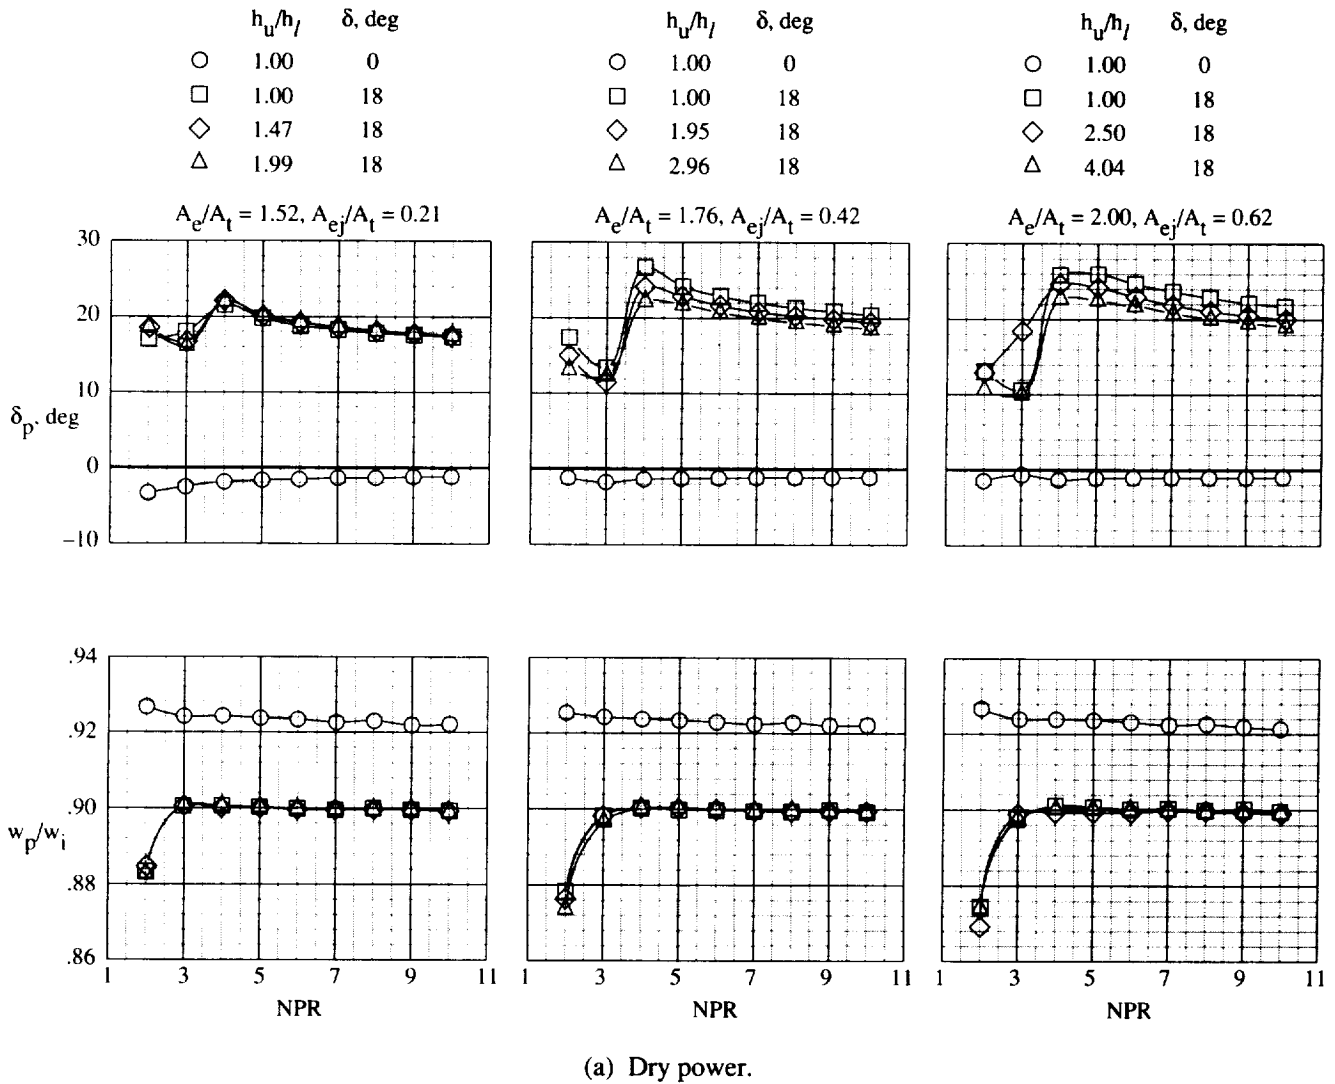 h_u/h_l δ, deg
○ 1.00 0
□ 1.00 18
◇ 1.47 18
△ 1.99 18
A_e/A_t = 1.52, A_ej/A_t = 0.21
h_u/h_l δ, deg
○ 1.00 0
□ 1.00 18
◇ 1.95 18
△ 2.96 18
A_e/A_t = 1.76, A_ej/A_t = 0.42
h_u/h_l δ, deg
○ 1.00 0
□ 1.00 18
◇ 2.50 18
△ 4.04 18
A_e/A_t = 2.00, A_ej/A_t = 0.62
30
20
10
δ_p, deg
0
–10
.94
.92
.90
w_p/w_i
.88
.86
1 3 5 7 9 11
NPR
1 3 5 7 9 11
NPR
1 3 5 7 9 11
NPR
(a) Dry power.